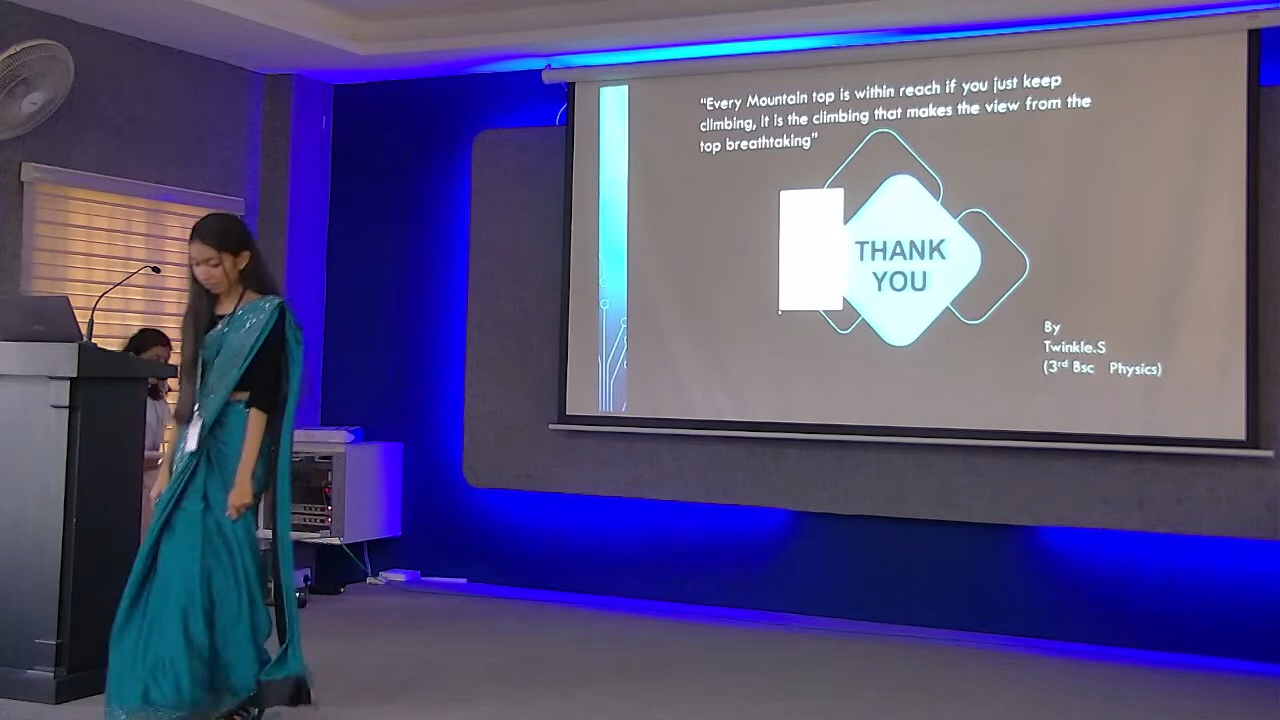 "Every Mountain top is within reach if you just keep
climbing, It is the climbing that makes the view from the
top breathtaking"
THANK
YOU
By
Twinkle.S
(3rd Bsc Physics)